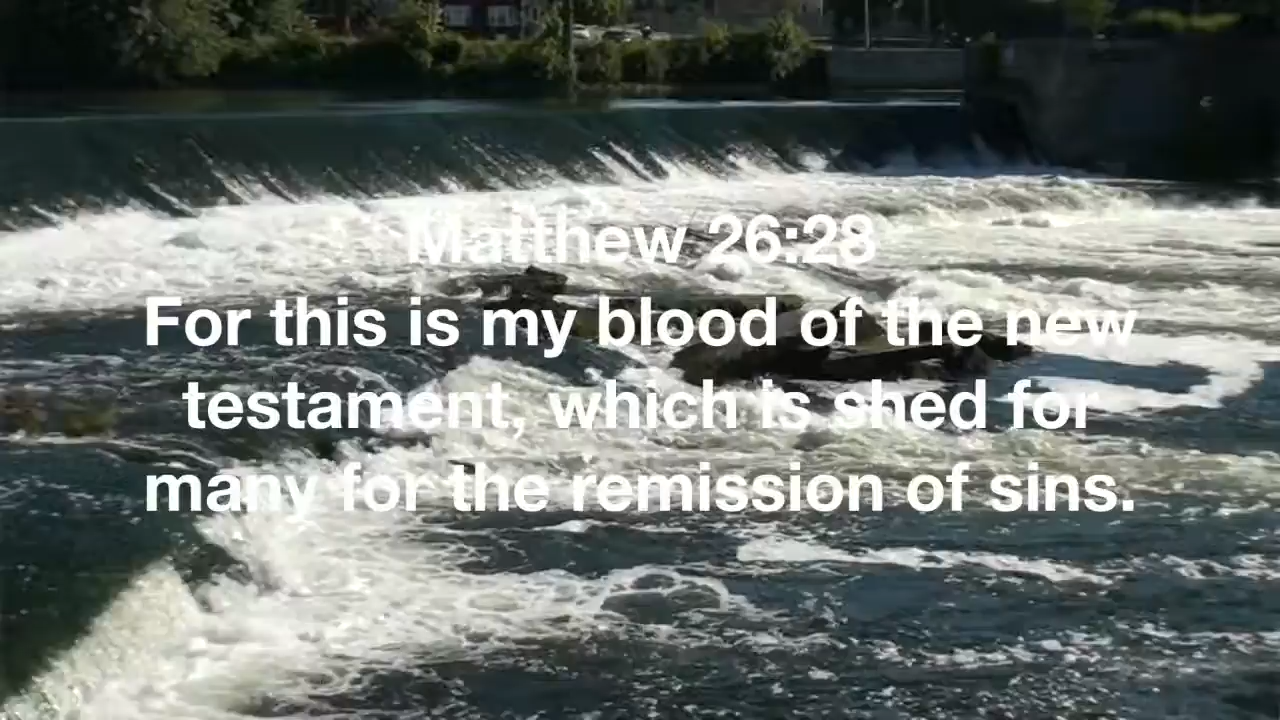 Matthew 26:28
For this is my blood of the new
testament, which is shed for
many for the remission of sins.